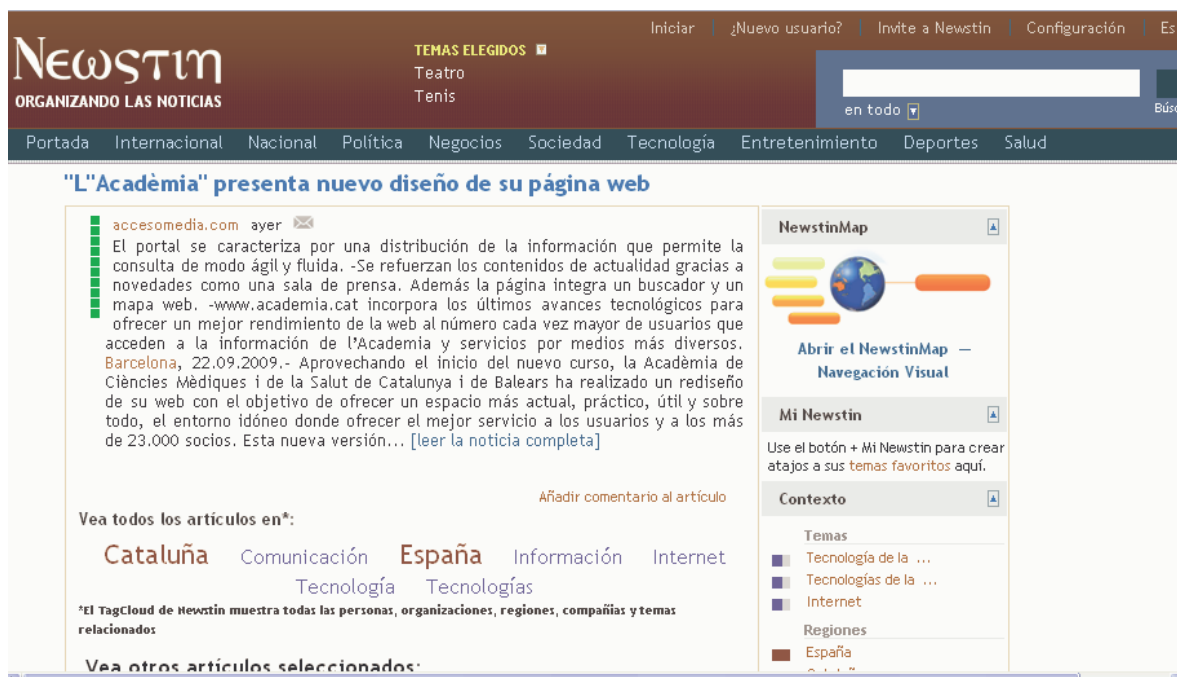 Iniciar ¿Nuevo usuario? Invite a Newstin Configuración Es
Newstin
ORGANIZANDO LAS NOTICIAS
TEMAS ELEGIDOS
Teatro
Tenis
en todo
Portada Internacional Nacional Política Negocios Sociedad Tecnología Entretenimiento Deportes Salud
"L"Acadèmia" presenta nuevo diseño de su página web
accesomedia.com ayer
El portal se caracteriza por una distribución de la información que permite la
consulta de modo ágil y fluida. -Se refuerzan los contenidos de actualidad gracias a
novedades como una sala de prensa. Además la página integra un buscador y un
mapa web. -www.academia.cat incorpora los últimos avances tecnológicos para
ofrecer un mejor rendimiento de la web al número cada vez mayor de usuarios que
acceden a la información de l'Academia y servicios por medios más diversos.
Barcelona, 22.09.2009.- Aprovechando el inicio del nuevo curso, la Acadèmia de
Ciències Mèdiques i de la Salut de Catalunya i de Balears ha realizado un rediseño
de su web con el objetivo de ofrecer un espacio más actual, práctico, útil y sobre
todo, el entorno idóneo donde ofrecer el mejor servicio a los usuarios y a los más
de 23.000 socios. Esta nueva versión... [leer la noticia completa]
Añadir comentario al artículo
Vea todos los artículos en*:
Cataluña Comunicación España Información Internet
Tecnología Tecnologías
*El TagCloud de Newstin muestra todas las personas, organizaciones, regiones, compañias y temas
relacionados
Vea otros artículos seleccionados:
NewstinMap
Abrir el NewstinMap —
Navegación Visual
Mi Newstin
Use el botón + Mi Newstin para crear
atajos a sus temas favoritos aquí.
Contexto
Temas
Tecnología de la ...
Tecnologías de la ...
Internet
Regiones
España